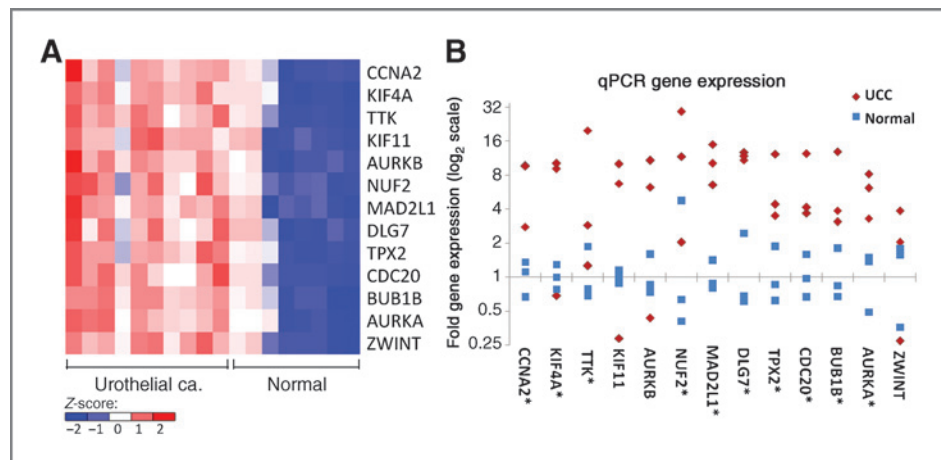 A
CCNA2
KIF4A
TTK
KIF11
AURKB
NUF2
MAD2L1
DLG7
TPX2
CDC20
BUB1B
AURKA
ZWINT
Urothelial ca.
Normal
Z-score:
−2 −1 0 1 2
B
qPCR gene expression
UCC
Normal
Fold gene expression (log2 scale)
32
16
8
4
2
1
0.5
0.25
CCNA2*
KIF4A*
TTK*
KIF11
AURKB
NUF2*
MAD2L1*
DLG7*
TPX2*
CDC20*
BUB1B*
AURKA*
ZWINT